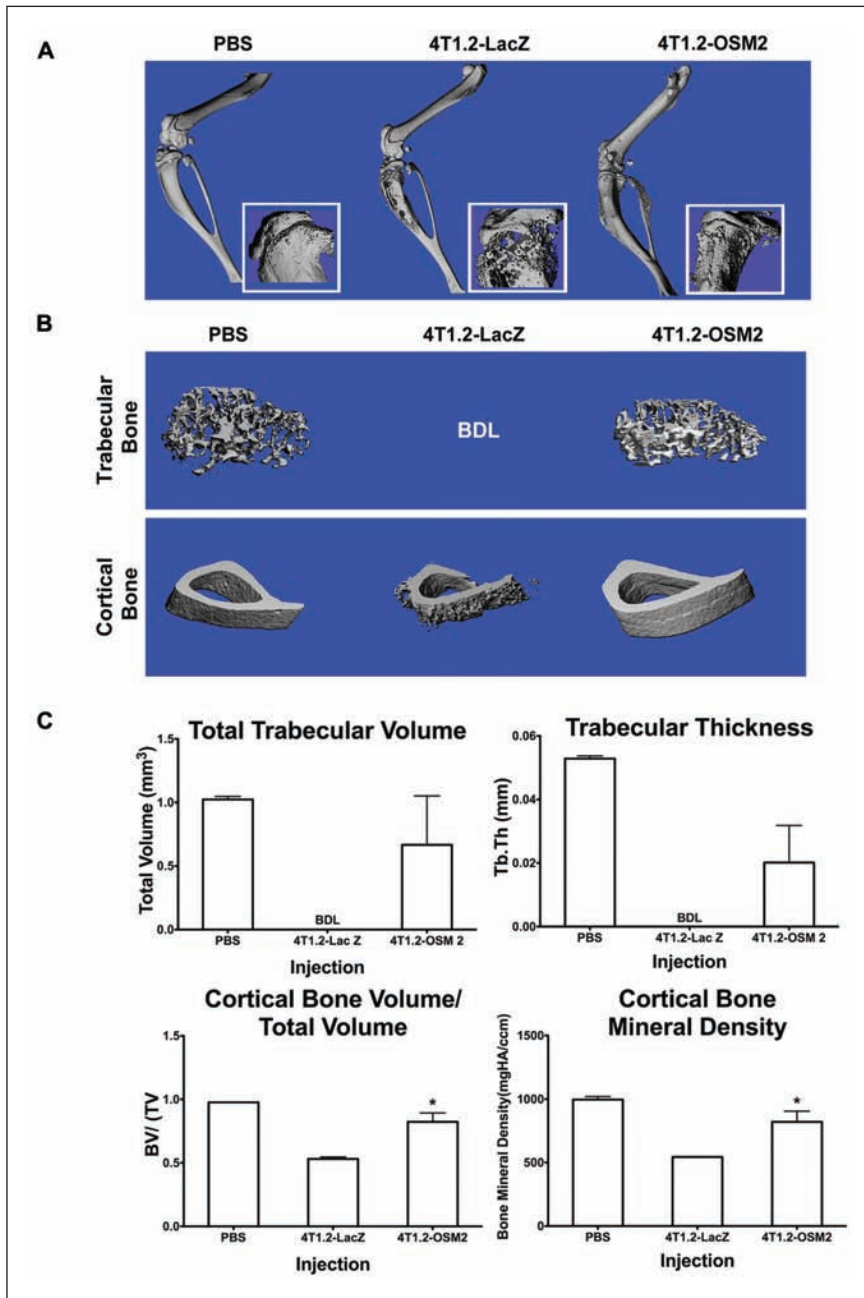 A
PBS 4T1.2-LacZ 4T1.2-OSM2
B
PBS 4T1.2-LacZ 4T1.2-OSM2
Trabecular
Bone
BDL
Cortical
Bone
C
Total Trabecular Volume
Total Volume (mm³)
1.5
1.0
0.5
0.0
BDL
PBS 4T1.2-Lac Z 4T1.2-OSM 2
Injection
Trabecular Thickness
Tb.Th (mm)
0.06
0.04
0.02
0.00
BDL
PBS 4T1.2-Lac Z 4T1.2-OSM 2
Injection
Cortical Bone Volume/
Total Volume
BV/ (TV
1.5
1.0
0.5
0.0
*
PBS 4T1.2-LacZ 4T1.2-OSM2
Injection
Cortical Bone
Mineral Density
Bone Mineral Density(mgHA/ccm)
1500
1000
500
0
*
PBS 4T1.2-LacZ 4T1.2-OSM2
Injection